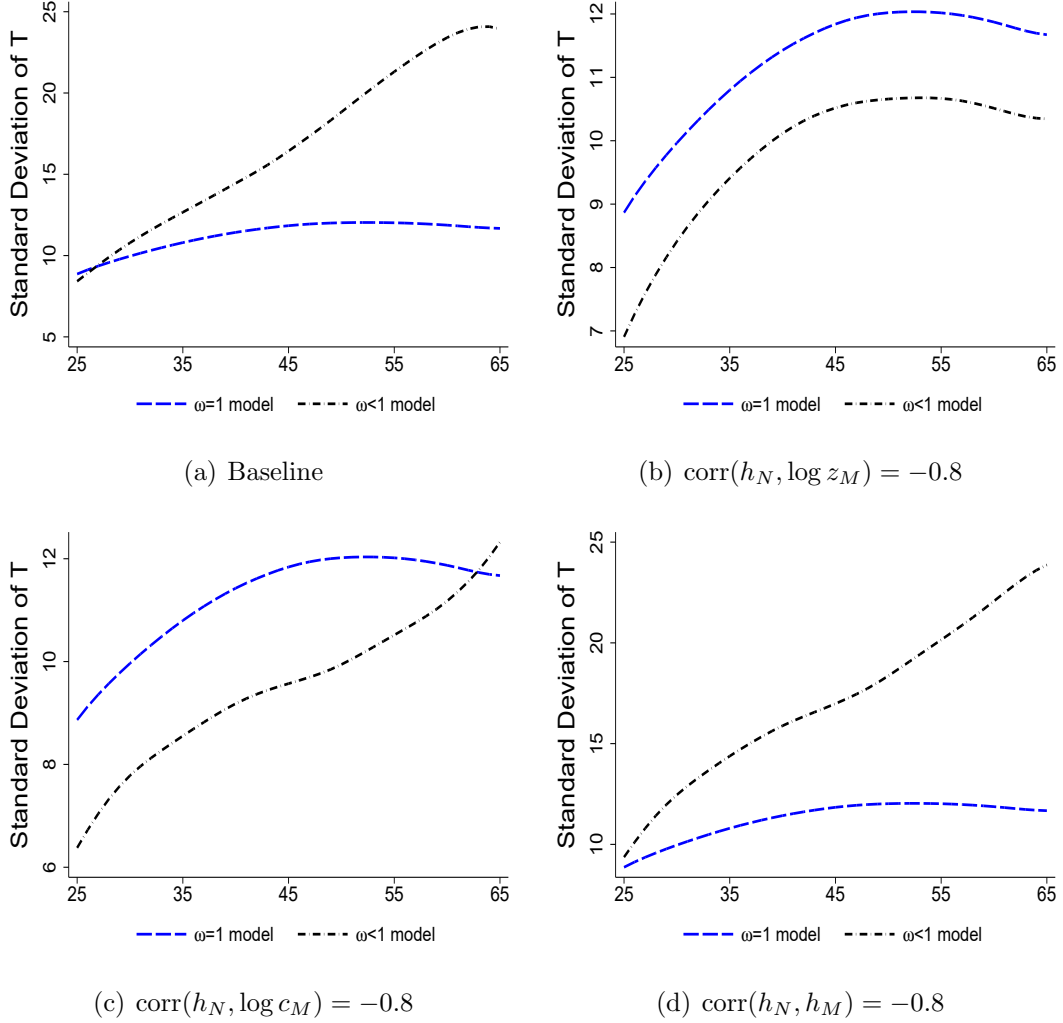 Standard Deviation of T
25
20
15
10
5
25 35 45 55 65
ω=1 model ω<1 model
(a) Baseline
Standard Deviation of T
12
11
10
9
8
7
25 35 45 55 65
ω=1 model ω<1 model
(b) corr(h_N, log z_M) = −0.8
Standard Deviation of T
12
10
8
6
25 35 45 55 65
ω=1 model ω<1 model
(c) corr(h_N, log c_M) = −0.8
Standard Deviation of T
25
20
15
10
25 35 45 55 65
ω=1 model ω<1 model
(d) corr(h_N, h_M) = −0.8